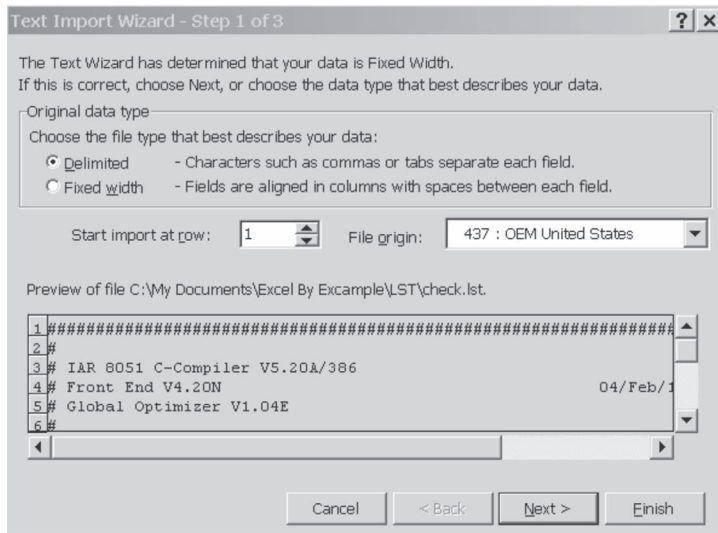 Text Import Wizard - Step 1 of 3
? ×
The Text Wizard has determined that your data is Fixed Width.
If this is correct, choose Next, or choose the data type that best describes your data.
Original data type
Choose the file type that best describes your data:
Delimited - Characters such as commas or tabs separate each field.
Fixed width - Fields are aligned in columns with spaces between each field.
Start import at row: 1 File origin: 437 : OEM United States
Preview of file C:\My Documents\Excel By Excample\LST\check.lst.
1 ##################################################################
2 #
3 # IAR 8051 C-Compiler V5.20A/386
4 # Front End V4.20N 04/Feb/1
5 # Global Optimizer V1.04E
6 #
Cancel < Back Next > Finish